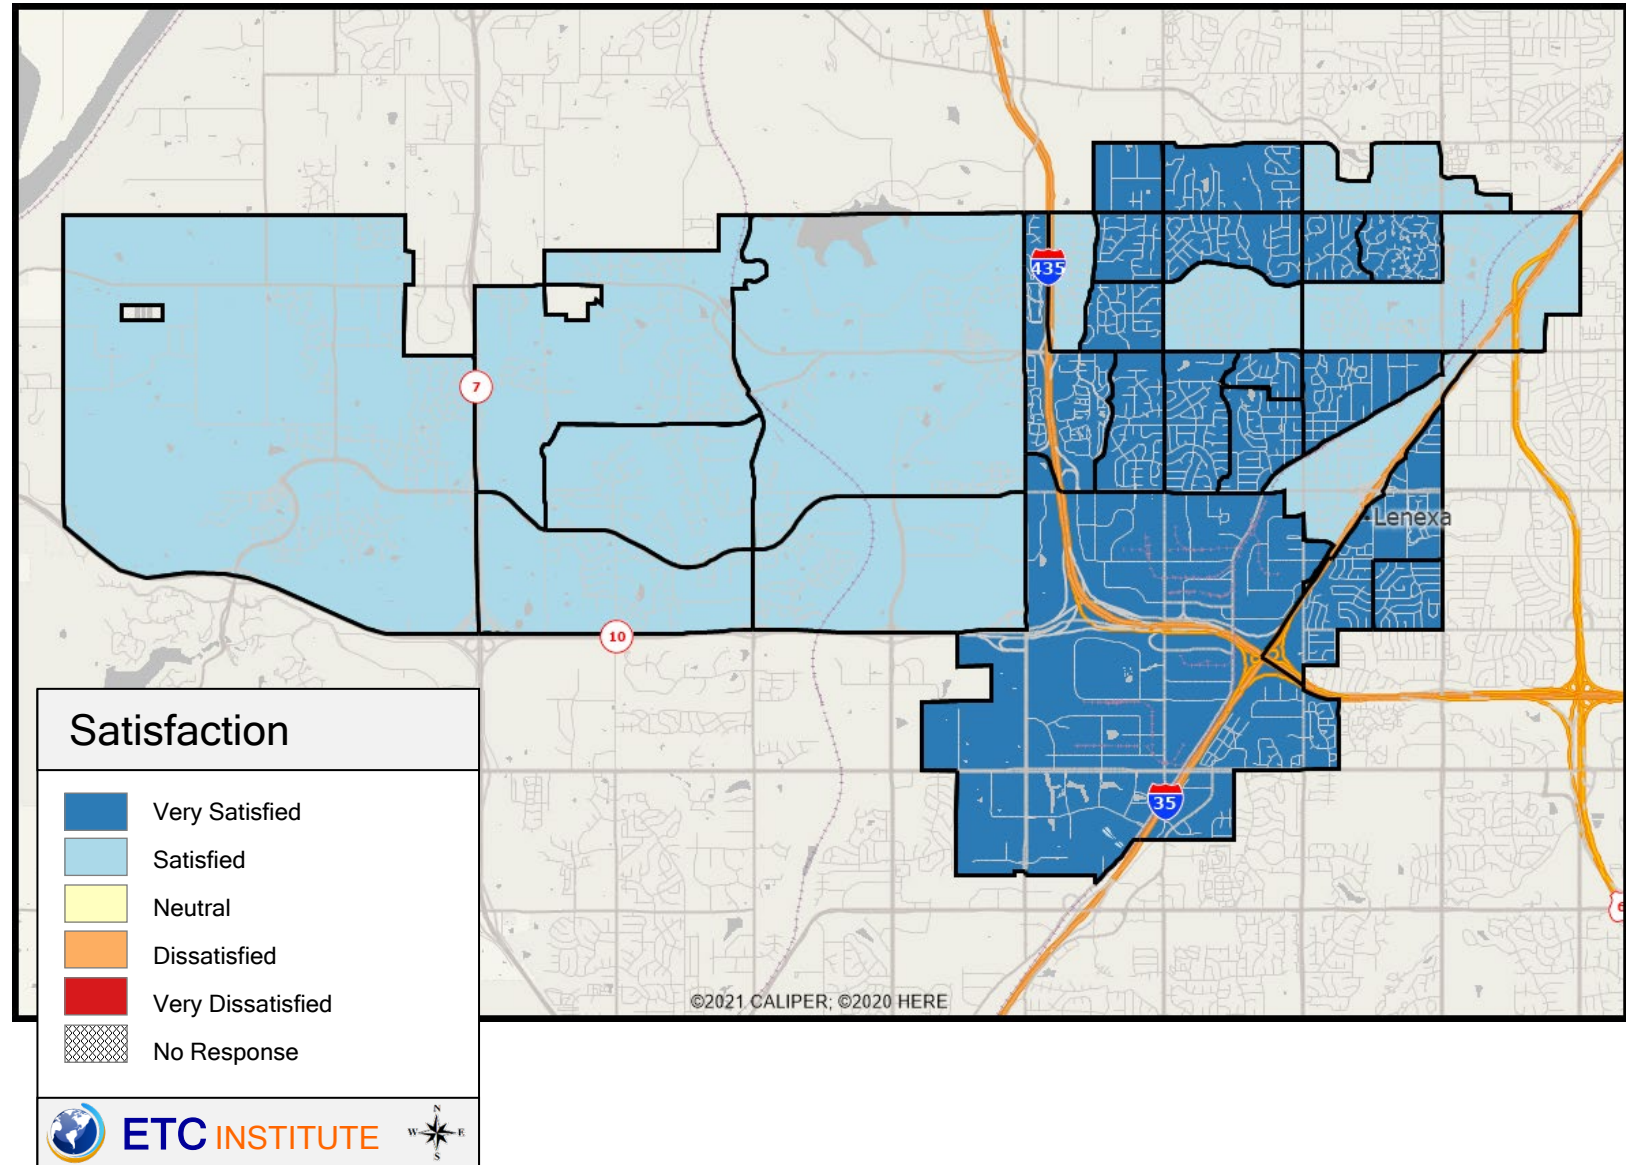 435
7
Lenexa
10
35
6
©2021 CALIPER; ©2020 HERE
Satisfaction
Very Satisfied
Satisfied
Neutral
Dissatisfied
Very Dissatisfied
No Response
ETC INSTITUTE
N
W E
S